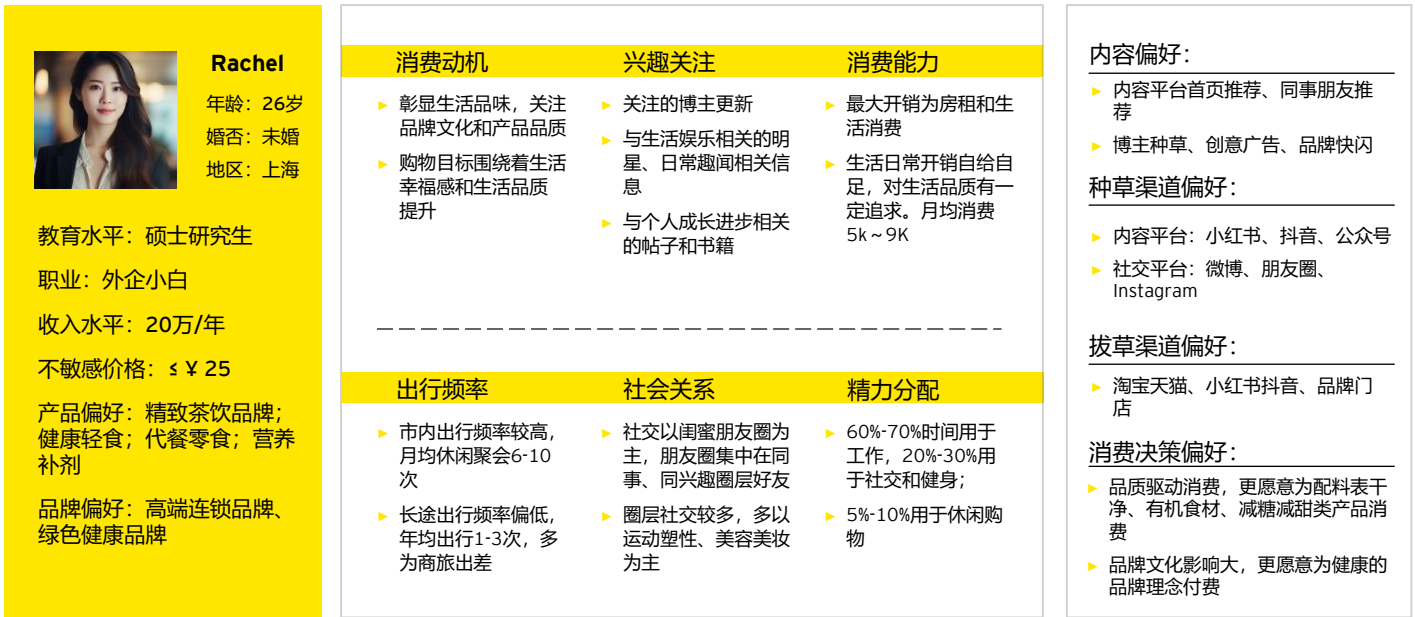 Rachel
年龄：26岁
婚否：未婚
地区：上海
教育水平：硕士研究生
职业：外企小白
收入水平：20万/年
不敏感价格：≤ ¥ 25
产品偏好：精致茶饮品牌；
健康轻食；代餐零食；营养
补剂
品牌偏好：高端连锁品牌、
绿色健康品牌
消费动机
彰显生活品味，关注
品牌文化和产品品质
购物目标围绕着生活
幸福感和生活品质
提升
兴趣关注
关注的博主更新
与生活娱乐相关的明
星、日常趣闻相关信
息
与个人成长进步相关
的帖子和书籍
消费能力
最大开销为房租和生
活消费
生活日常开销自给自
足，对生活品质有一
定追求。月均消费
5k～9K
出行频率
市内出行频率较高，
月均休闲聚会6-10
次
长途出行频率偏低，
年均出行1-3次，多
为商旅出差
社会关系
社交以闺蜜朋友圈为
主，朋友圈集中在同
事、同兴趣圈层好友
圈层社交较多，多以
运动塑性、美容美妆
为主
精力分配
60%-70%时间用于
工作，20%-30%用
于社交和健身；
5%-10%用于休闲购
物
内容偏好：
内容平台首页推荐、同事朋友推
荐
博主种草、创意广告、品牌快闪
种草渠道偏好：
内容平台：小红书、抖音、公众号
社交平台：微博、朋友圈、
Instagram
拔草渠道偏好：
淘宝天猫、小红书抖音、品牌门
店
消费决策偏好：
品质驱动消费，更愿意为配料表干
净、有机食材、减糖减甜类产品消
费
品牌文化影响大，更愿意为健康的
品牌理念付费